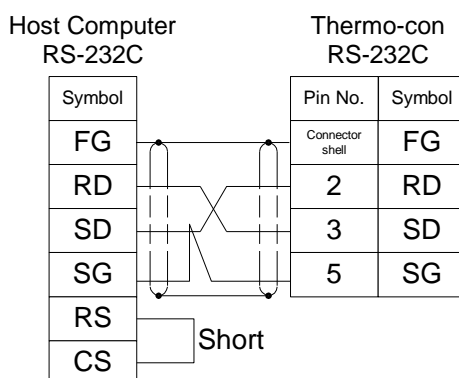 Host Computer
RS-232C
Thermo-con
RS-232C
Symbol
Pin No. Symbol
FG
Connector
shell
FG
RD
2 RD
SD
3 SD
SG
5 SG
RS
Short
CS